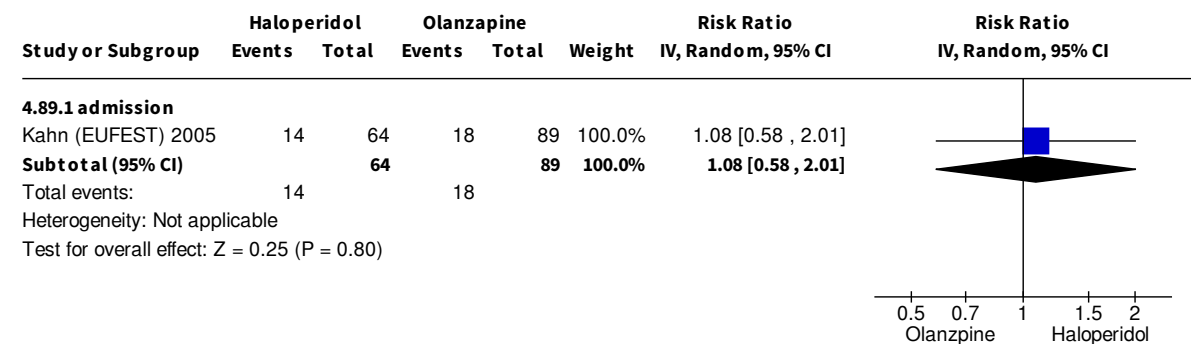 Haloperidol Olanzapine Risk Ratio Risk Ratio
Study or Subgroup Events Total Events Total Weight IV, Random, 95% CI IV, Random, 95% CI
4.89.1 admission
Kahn (EUFEST) 2005 14 64 18 89 100.0% 1.08 [0.58 , 2.01]
Subtotal (95% CI) 64 89 100.0% 1.08 [0.58 , 2.01]
Total events: 14 18
Heterogeneity: Not applicable
Test for overall effect: Z = 0.25 (P = 0.80)
0.5 0.7 1 1.5 2
Olanzpine Haloperidol